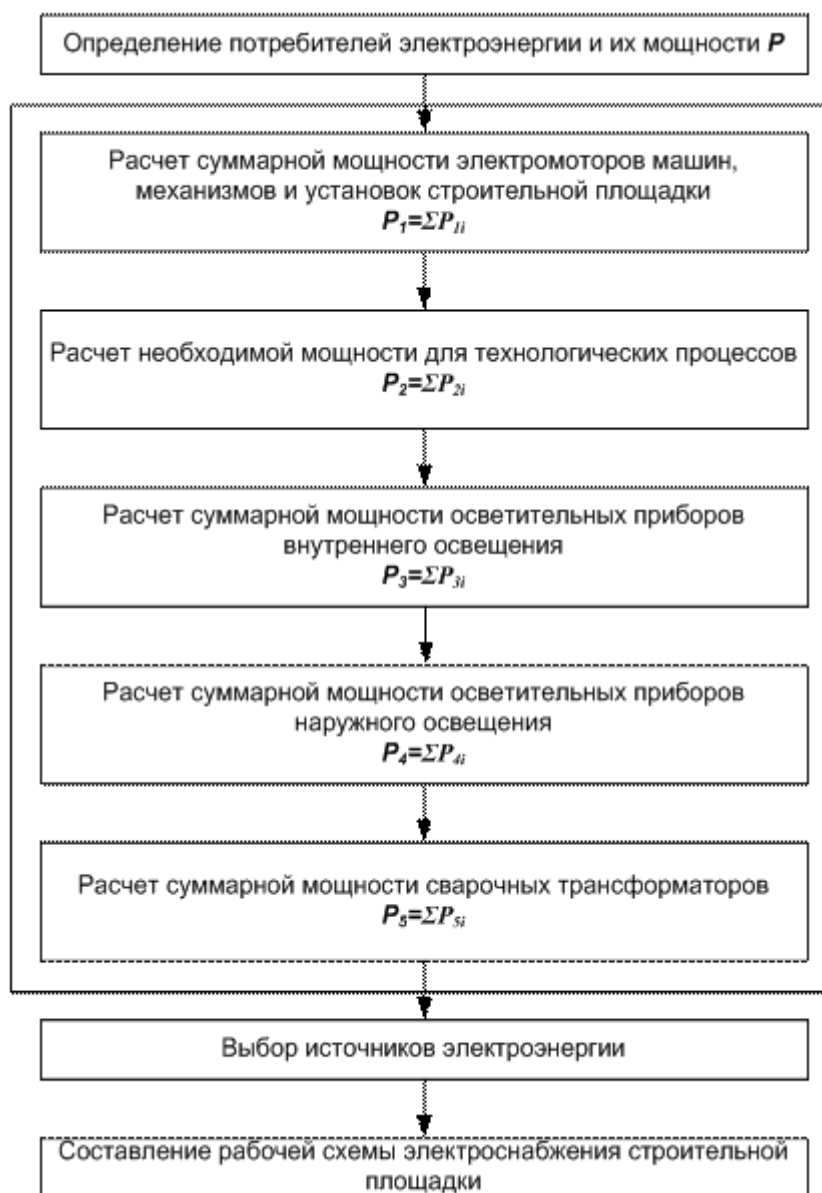 Определение потребителей электроэнергии и их мощности P
Расчет суммарной мощности электромоторов машин,
механизмов и установок строительной площадки
P₁=ΣP₁ᵢ
Расчет необходимой мощности для технологических процессов
P₂=ΣP₂ᵢ
Расчет суммарной мощности осветительных приборов
внутреннего освещения
P₃=ΣP₃ᵢ
Расчет суммарной мощности осветительных приборов
наружного освещения
P₄=ΣP₄ᵢ
Расчет суммарной мощности сварочных трансформаторов
P₅=ΣP₅ᵢ
Выбор источников электроэнергии
Составление рабочей схемы электроснабжения строительной
площадки